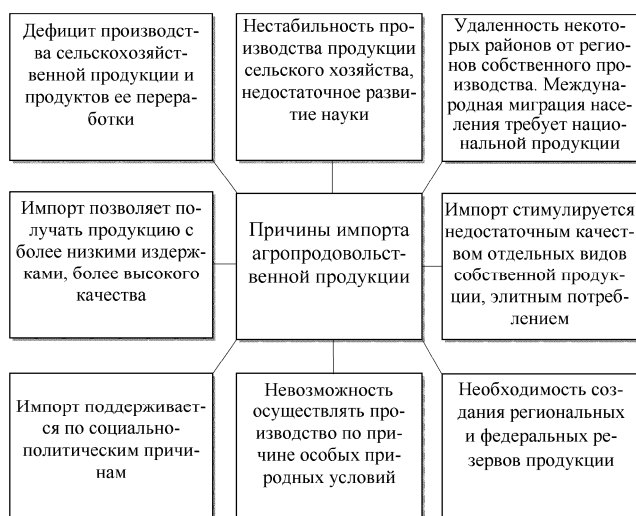 Дефицит производст-
ва сельскохозяйст-
венной продукции и
продуктов ее перера-
ботки
Нестабильность про-
изводства продукции
сельского хозяйства,
недостаточное разви-
тие науки
Удаленность некото-
рых районов от регио-
нов собственного про-
изводства. Междуна-
ародная миграция насе-
ления требует нацио-
нальной продукции
Импорт позволяет по-
лучать продукцию с
более низкими издерж-
ками, более высокого
качества
Причины импорта
агропродовольст-
венной продукции
Импорт стимулируется
недостаточным качест-
вом отдельных видов
собственной продук-
ции, элитным потреб-
лением
Импорт поддерживает-
ся по социально-
политическим причи-
нам
Невозможность
осуществлять про-
изводство по при-
чине особых при-
родных условий
Необходимость соз-
дания региональных
и федеральных ре-
зервов продукции